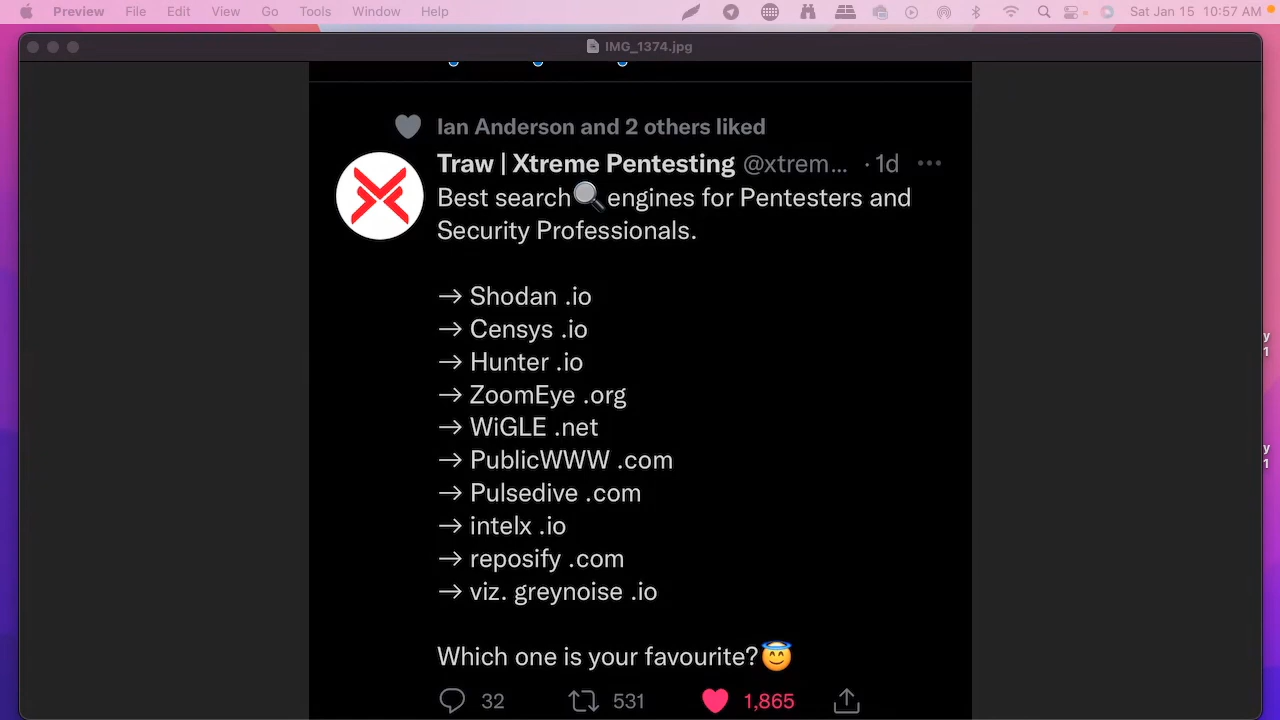 Preview File Edit View Go Tools Window Help Sat Jan 15 10:57 AM
IMG_1374.jpg
Ian Anderson and 2 others liked
Traw | Xtreme Pentesting @xtrem... · 1d
Best search🔍engines for Pentesters and
Security Professionals.
→ Shodan .io
→ Censys .io
→ Hunter .io
→ ZoomEye .org
→ WiGLE .net
→ PublicWWW .com
→ Pulsedive .com
→ intelx .io
→ reposify .com
→ viz. greynoise .io
Which one is your favourite?😇
32 531 1,865
y
1
y
1